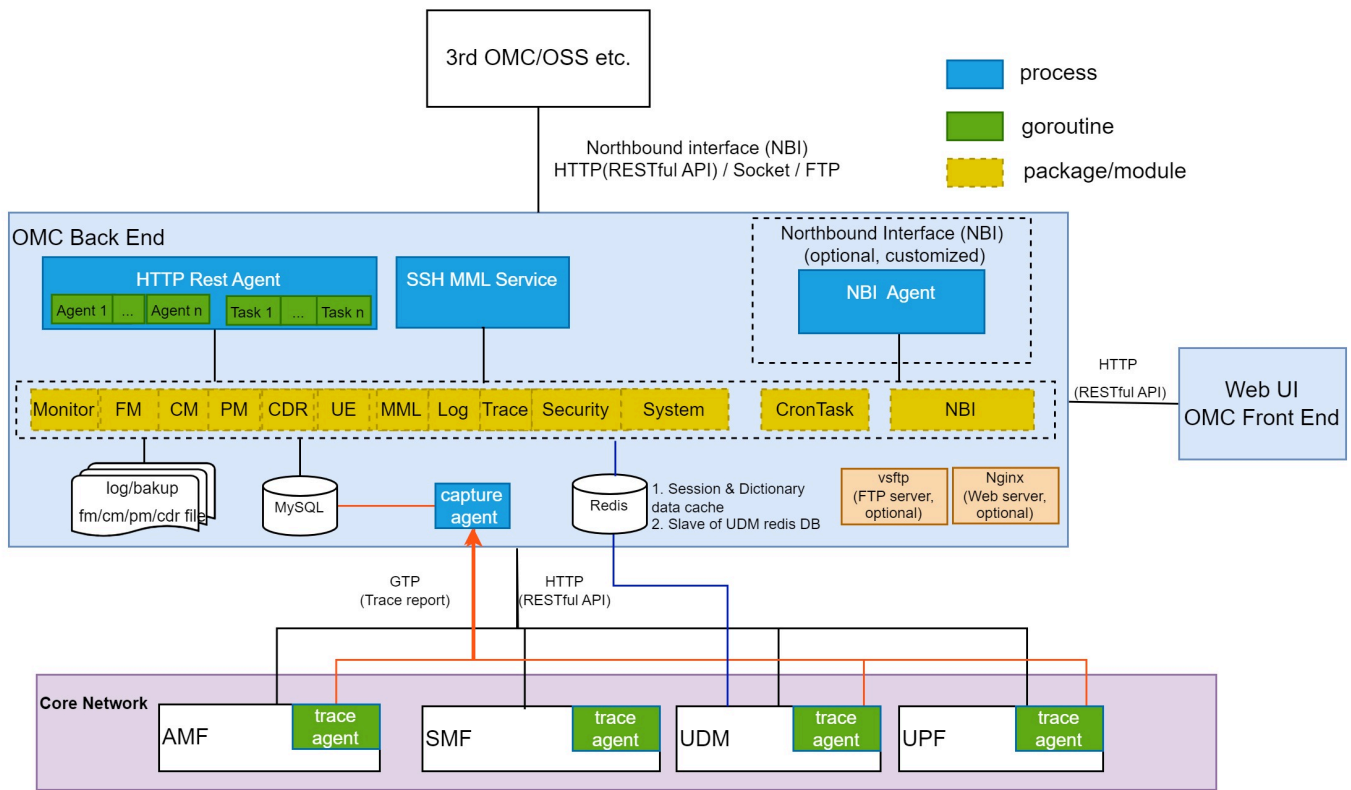 3rd OMC/OSS etc.
process
goroutine
package/module
Northbound interface (NBI)
HTTP(RESTful API) / Socket / FTP
OMC Back End
HTTP Rest Agent
Agent 1
...
Agent n
Task 1
...
Task n
SSH MML Service
Northbound Interface (NBI)
(optional, customized)
NBI Agent
HTTP
(RESTful API)
Web UI
OMC Front End
Monitor
FM
CM
PM
CDR
UE
MML
Log
Trace
Security
System
CronTask
NBI
log/bakup
fm/cm/pm/cdr file
MySQL
capture
agent
Redis
1. Session & Dictionary
data cache
2. Slave of UDM redis DB
vsftp
(FTP server,
optional)
Nginx
(Web server,
optional)
GTP
(Trace report)
HTTP
(RESTful API)
Core Network
AMF
trace
agent
SMF
trace
agent
UDM
trace
agent
UPF
trace
agent